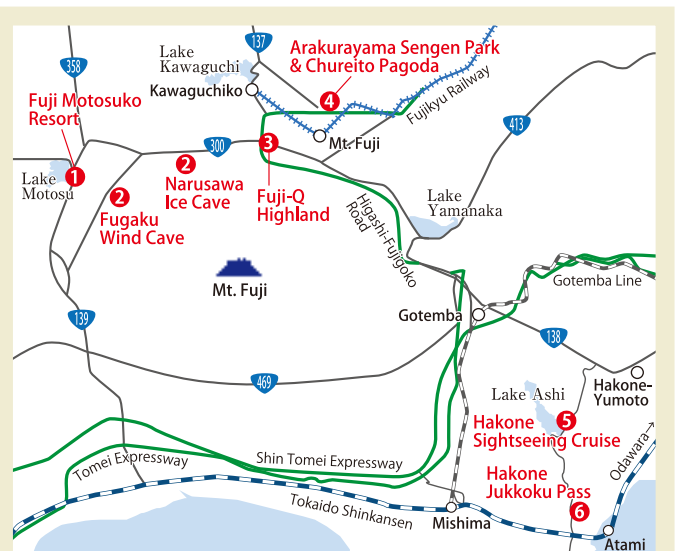 137
358
Lake
Kawaguchi
Arakurayama Sengen Park
& Chureito Pagoda
Kawaguchiko
4
Fujikyu Railway
Fuji Motosuko
Resort
413
300
3
Mt. Fuji
2
Narusawa
Ice Cave
1
Lake
Motosu
2
Fugaku
Wind Cave
Fuji-Q
Highland
Higashi-Fujigoko
Road
Lake
Yamanaka
Mt. Fuji
Gotemba Line
Gotemba
139
138
469
Lake Ashi
Hakone-
Yumoto
5
Hakone
Sightseeing Cruise
Tomei Expressway
Shin Tomei Expressway
Odawara→
Hakone
Jukkoku Pass
6
Tokaido Shinkansen
Mishima
Atami